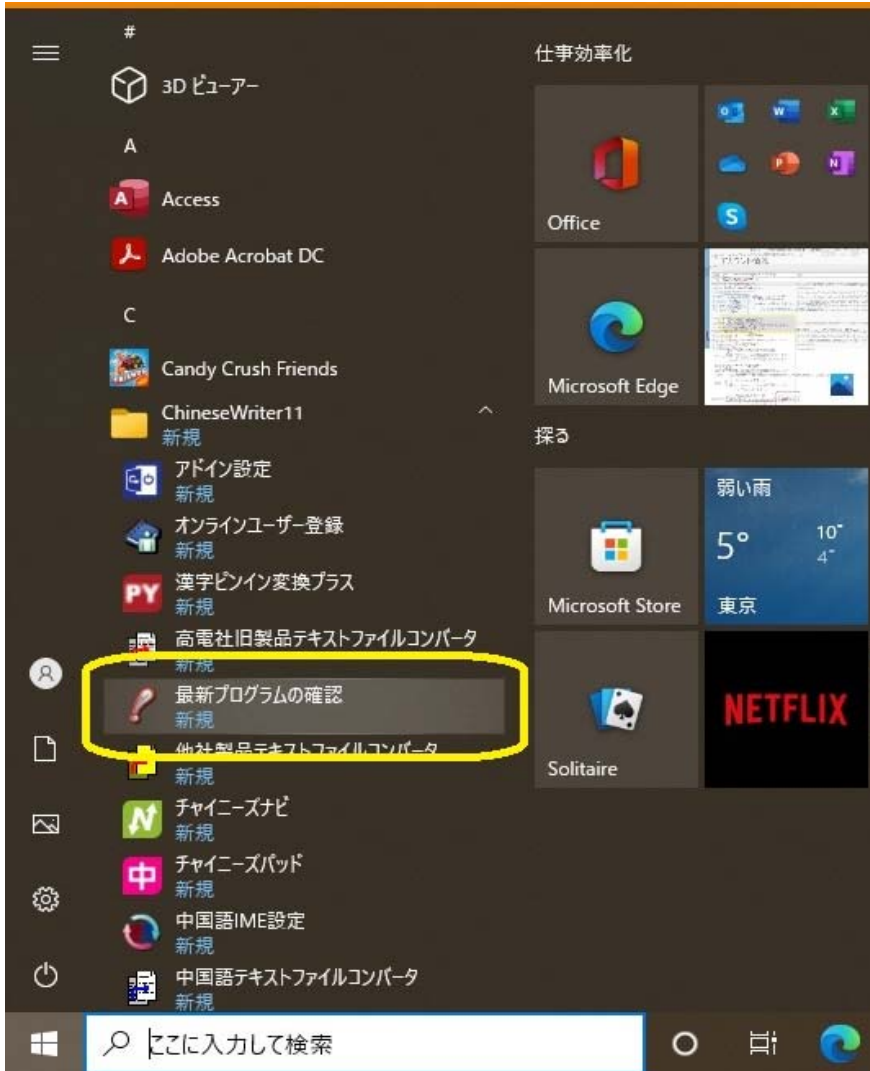 #
3D ビューアー
A
Access
Adobe Acrobat DC
C
Candy Crush Friends
ChineseWriter11
新規
アドイン設定
新規
オンラインユーザー登録
新規
漢字ピンイン変換プラス
新規
高電社旧製品テキストファイルコンバータ
新規
最新プログラムの確認
新規
他社製品テキストファイルコンバータ
新規
チャイニーズナビ
新規
チャイニーズパッド
新規
中国語IME設定
新規
中国語テキストファイルコンバータ
新規
ここに入力して検索
仕事効率化
Office
Microsoft Edge
探る
Microsoft Store
弱い雨
5°
10°
4°
東京
Solitaire
NETFLIX